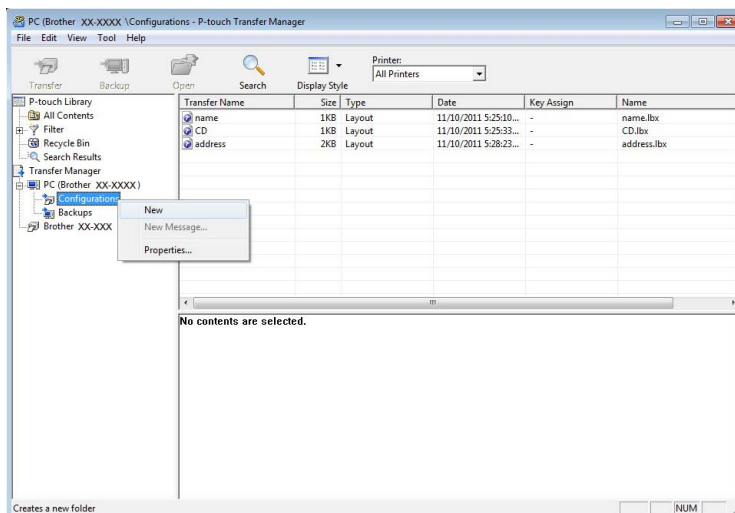 PC (Brother XX-XXXX \Configurations - P-touch Transfer Manager
File Edit View Tool Help
Transfer Backup Open Search Display Style
Printer:
All Printers
P-touch Library
All Contents
Filter
Recycle Bin
Search Results
Transfer Manager
PC (Brother XX-XXXX)
Configurations
Backups
Brother XX-XXX
New
New Message...
Properties...
Transfer Name Size Type Date Key Assign Name
name 1KB Layout 11/10/2011 5:25:10... - name.lbx
CD 1KB Layout 11/10/2011 5:25:33... - CD.lbx
address 2KB Layout 11/10/2011 5:28:23... - address.lbx
No contents are selected.
Creates a new folder
NUM